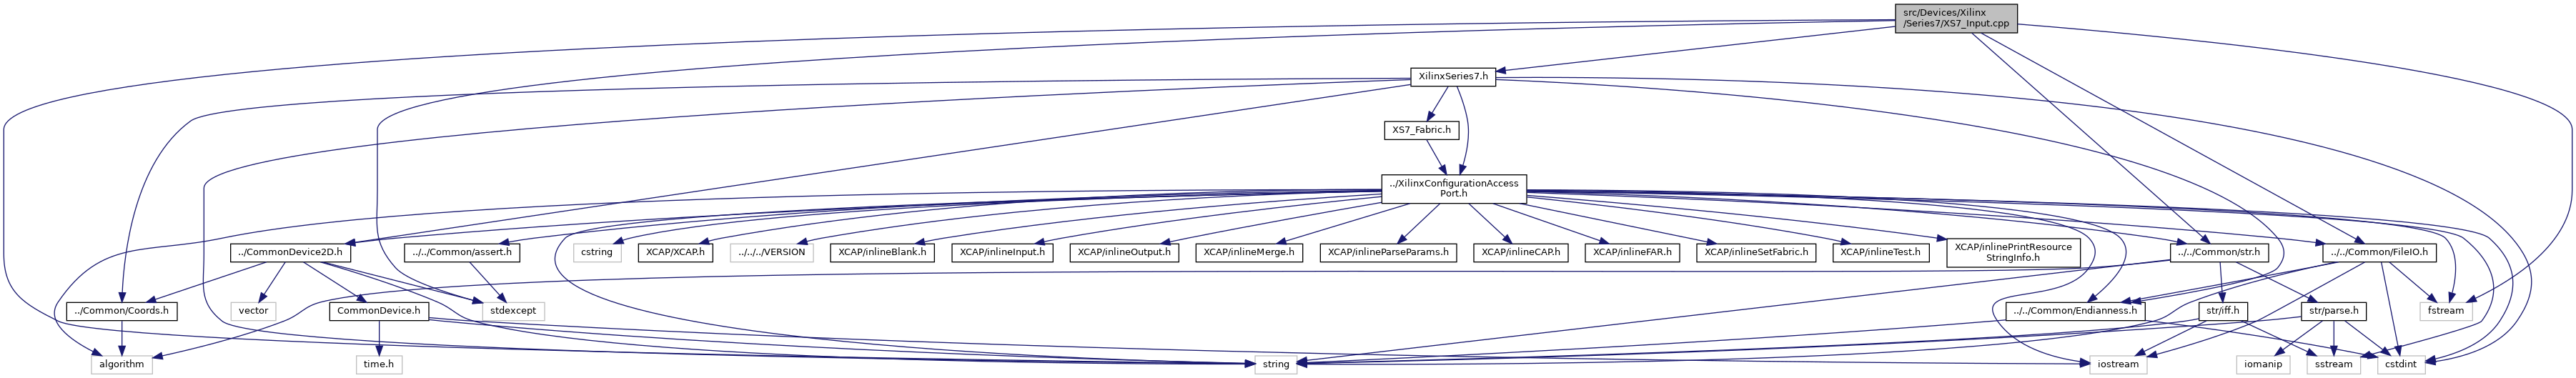 src/Devices/Xilinx
/Series7/XS7_Input.cpp
XilinxSeries7.h
XS7_Fabric.h
../XilinxConfigurationAccess
Port.h
../CommonDevice2D.h
../../Common/assert.h
cstring
XCAP/XCAP.h
../../../VERSION
XCAP/inlineBlank.h
XCAP/inlineInput.h
XCAP/inlineOutput.h
XCAP/inlineMerge.h
XCAP/inlineParseParams.h
XCAP/inlineCAP.h
XCAP/inlineFAR.h
XCAP/inlineSetFabric.h
XCAP/inlineTest.h
XCAP/inlinePrintResource
StringInfo.h
../../Common/str.h
../../Common/FileIO.h
../Common/Coords.h
vector
CommonDevice.h
stdexcept
../../Common/Endianness.h
str/iff.h
str/parse.h
fstream
algorithm
time.h
string
iostream
iomanip
sstream
cstdint